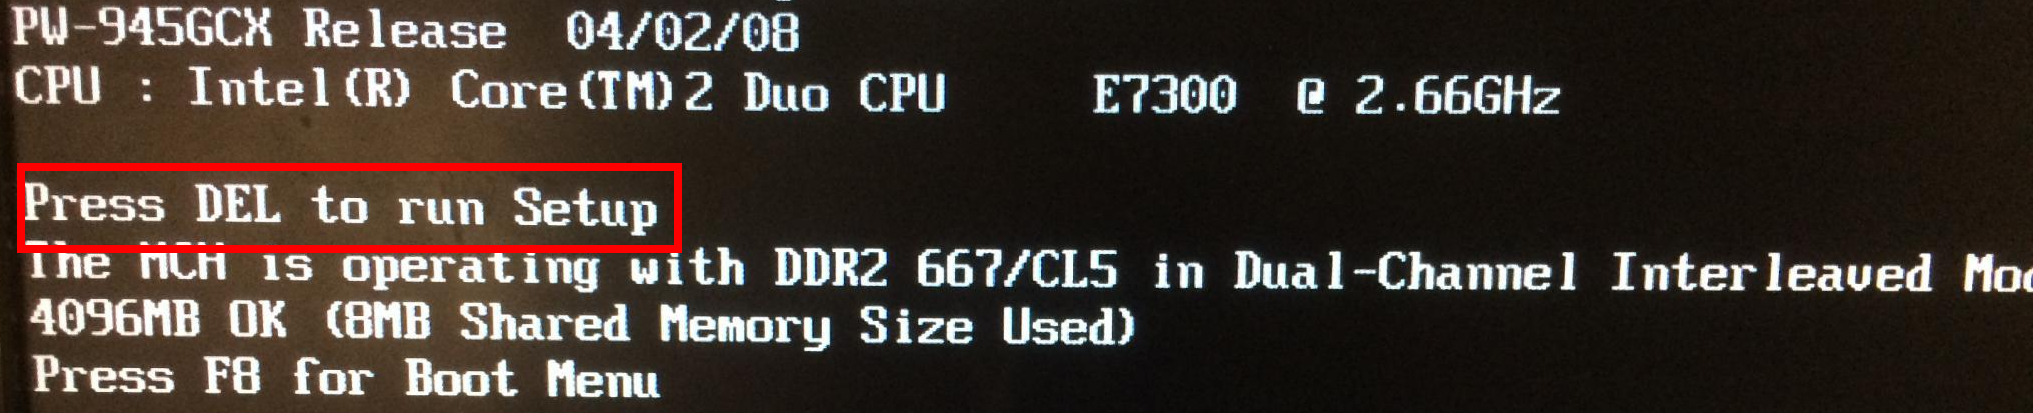 PW-945GCX Release 04/02/08
CPU : Intel(R) Core(TM)2 Duo CPU E7300 @ 2.66GHz
Press DEL to run Setup
The MCH is operating with DDR2 667/CL5 in Dual-Channel Interleaved
4096MB OK (8MB Shared Memory Size Used)
Press F8 for Boot Menu